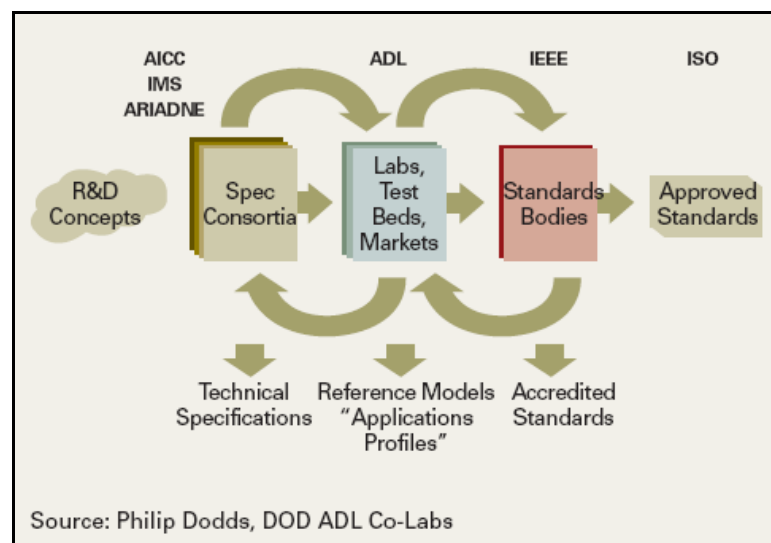 AICC
IMS
ARIADNE
ADL
IEEE
ISO
R&D
Concepts
Spec
Consortia
Labs,
Test
Beds,
Markets
Standards
Bodies
Approved
Standards
Technical
Specifications
Reference Models
“Applications
Profiles”
Accredited
Standards
Source: Philip Dodds, DOD ADL Co-Labs